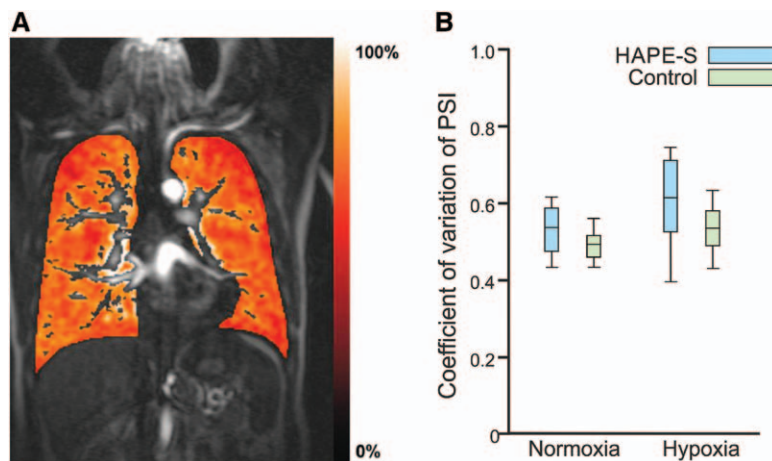 A
100%
0%
B
Coefficient of variation of PSI
1.0
0.8
0.6
0.4
0.2
0
HAPE-S
Control
Normoxia
Hypoxia